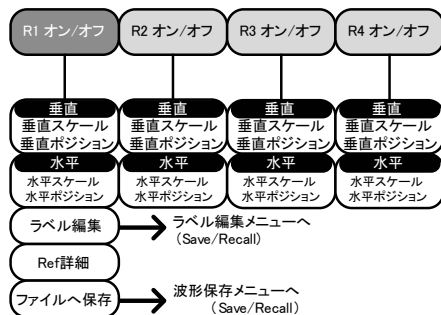 R1 オン/オフ R2 オン/オフ R3 オン/オフ R4 オン/オフ
垂直 垂直 垂直 垂直
垂直スケール 垂直スケール 垂直スケール 垂直スケール
垂直ポジション 垂直ポジション 垂直ポジション 垂直ポジション
水平 水平 水平 水平
水平スケール 水平スケール 水平スケール 水平スケール
水平ポジション 水平ポジション 水平ポジション 水平ポジション
ラベル編集 ラベル編集メニューへ
(Save/Recall)
Ref詳細
ファイルへ保存 波形保存メニューへ
(Save/Recall)